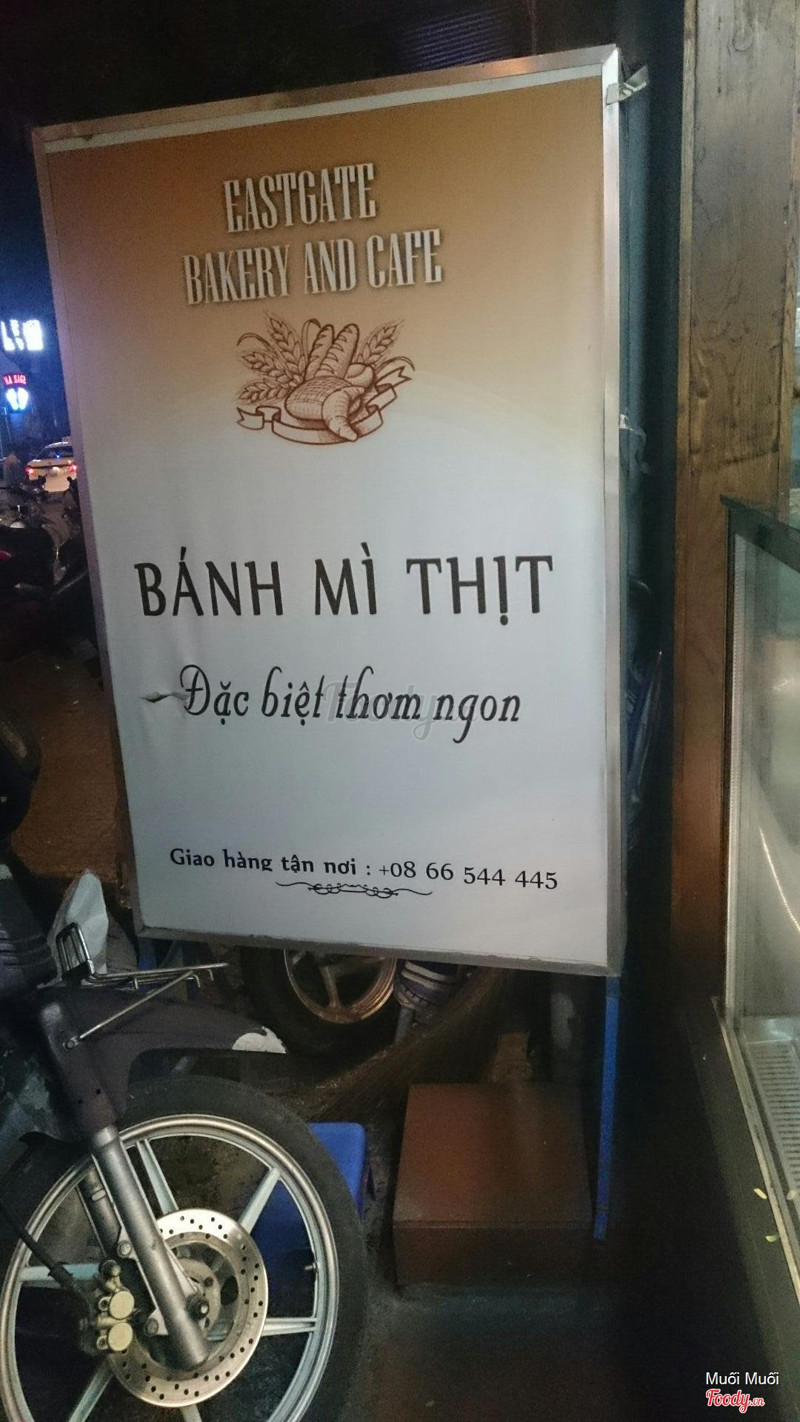 EASTGATE
BAKERY AND CAFE
BÁNH MÌ THỊT
Đặc biệt thơm ngon
Foody
Giao hàng tận nơi : +08 66 544 445
Muối Muối
Foody.vn